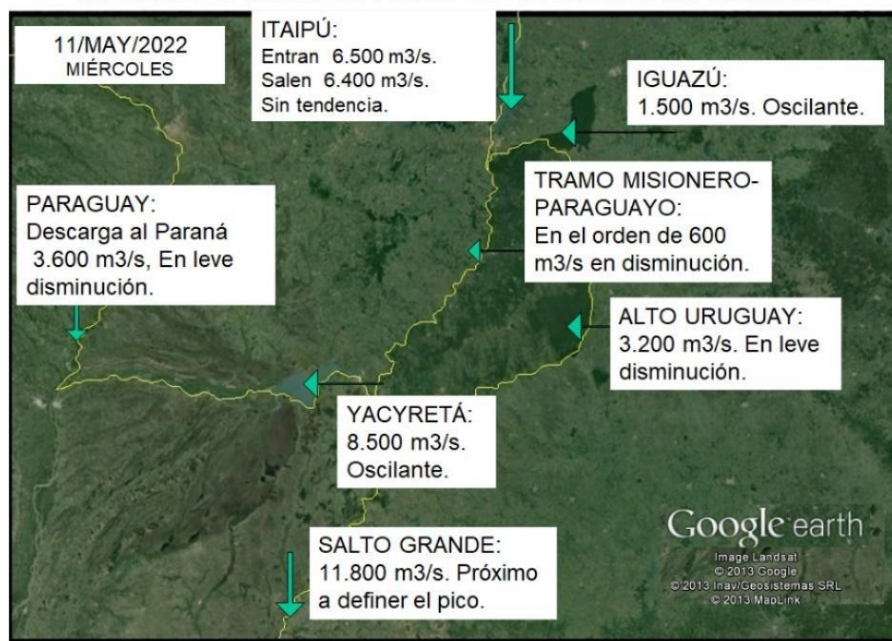 11/MAY/2022
MIÉRCOLES
ITAIPÚ:
Entran 6.500 m3/s.
Salen 6.400 m3/s.
Sin tendencia.
IGUAZÚ:
1.500 m3/s. Oscilante.
TRAMO MISIONERO-
PARAGUAYO:
En el orden de 600
m3/s en disminución.
PARAGUAY:
Descarga al Paraná
3.600 m3/s, En leve
disminución.
ALTO URUGUAY:
3.200 m3/s. En leve
disminución.
YACYRETÁ:
8.500 m3/s.
Oscilante.
SALTO GRANDE:
11.800 m3/s. Próximo
a definer el pico.
Google earth
Image Landsat
© 2013 Google
© 2013 Inav/Geosistemas SRL
© 2013 MapLink